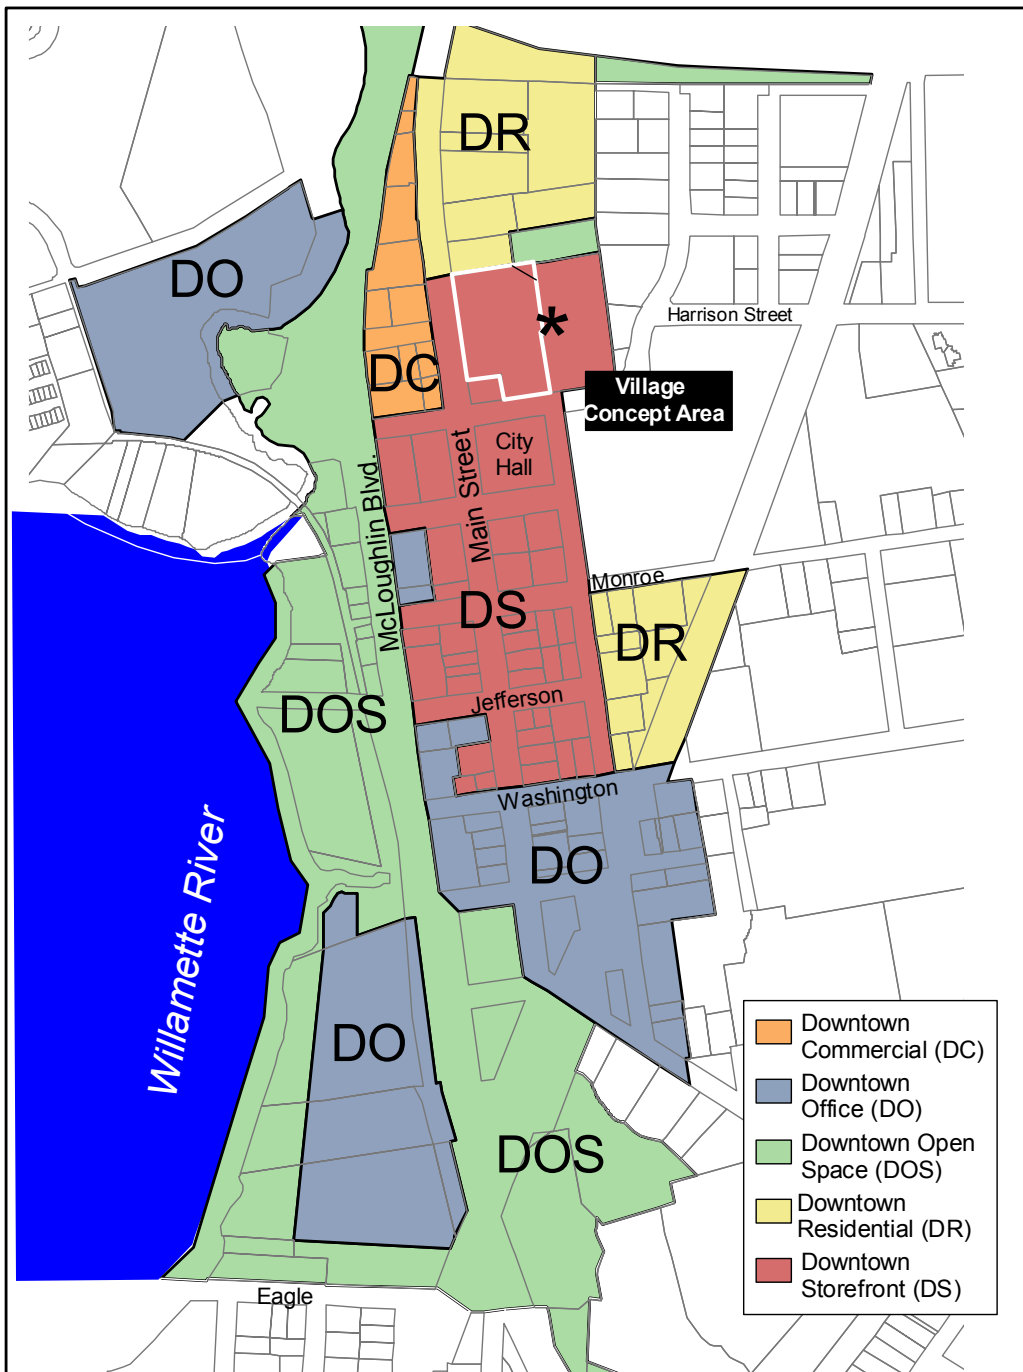 DR
DO
*
Harrison Street
DC
Village
Concept Area
City
Hall
McLoughlin Blvd.
Main Street
Monroe
DS
DR
DOS
Jefferson
Washington
Willamette River
DO
DO
DOS
Eagle
Downtown
Commercial (DC)
Downtown
Office (DO)
Downtown Open
Space (DOS)
Downtown
Residential (DR)
Downtown
Storefront (DS)